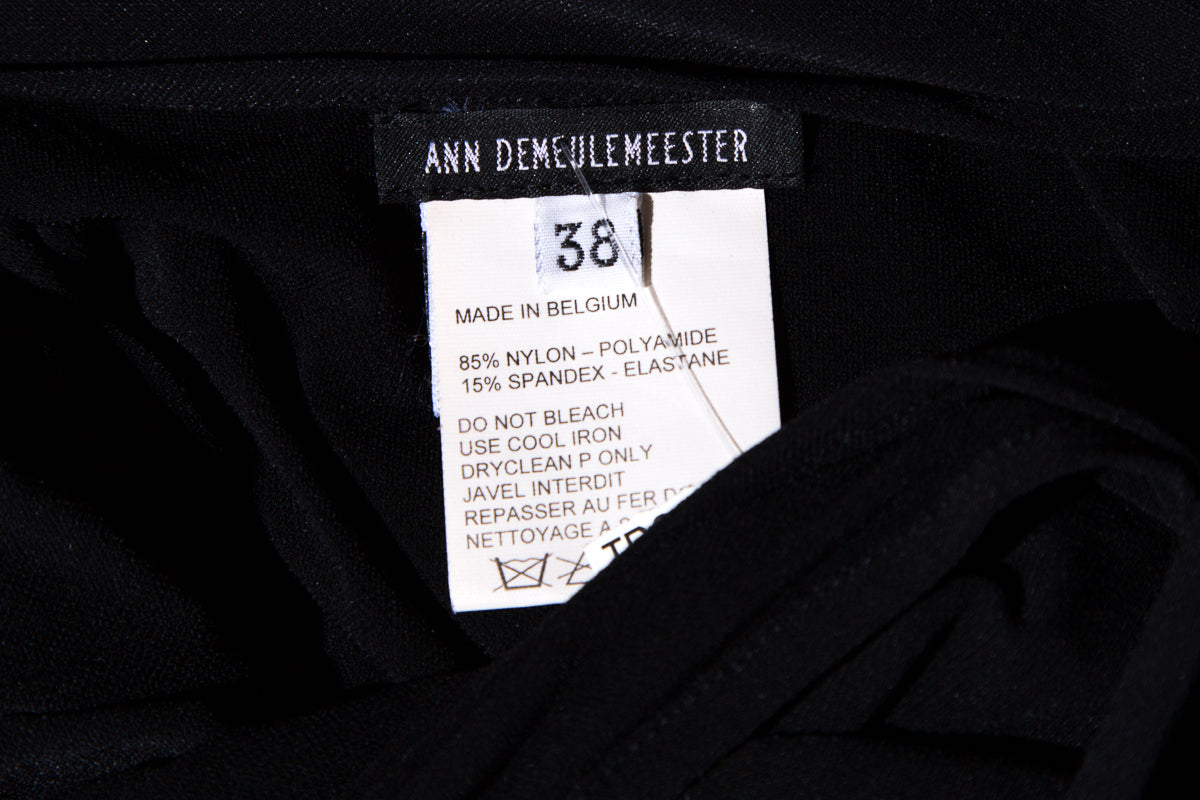 ANN DEMEULEMEESTER
38
MADE IN BELGIUM
85% NYLON – POLYAMIDE
15% SPANDEX - ELASTANE
DO NOT BLEACH
USE COOL IRON
DRYCLEAN P ONLY
JAVEL INTERDIT
REPASSER AU FER
NETTOYAGE A